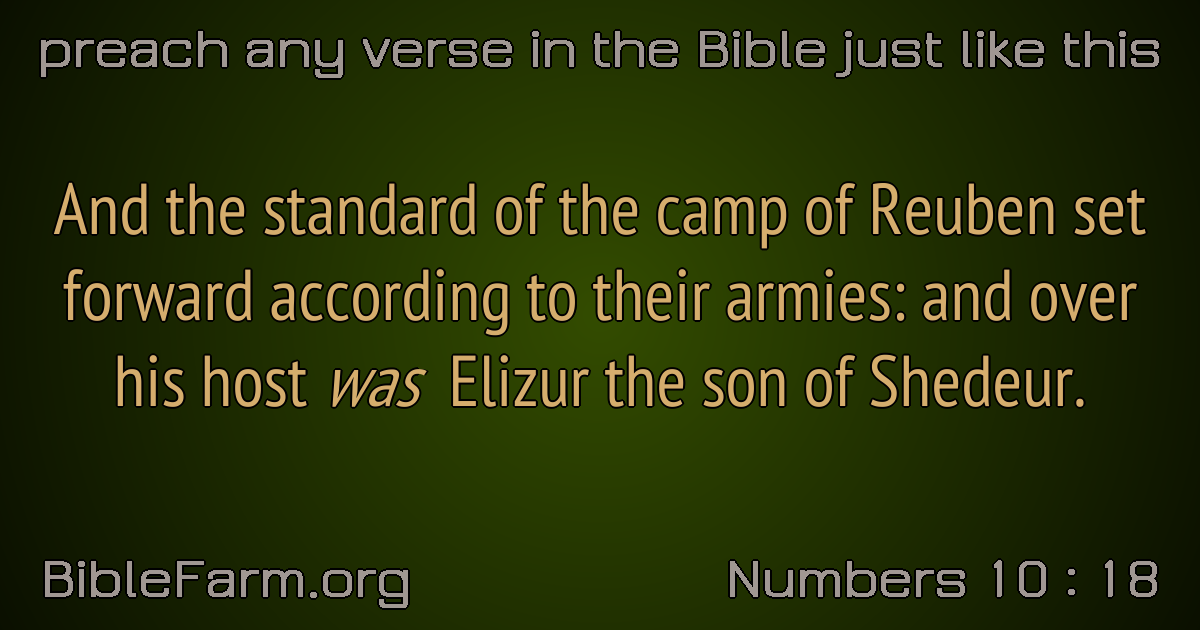 preach any verse in the Bible just like this
And the standard of the camp of Reuben set
forward according to their armies: and over
his host was Elizur the son of Shedeur.
BibleFarm.org
Numbers 10 : 18